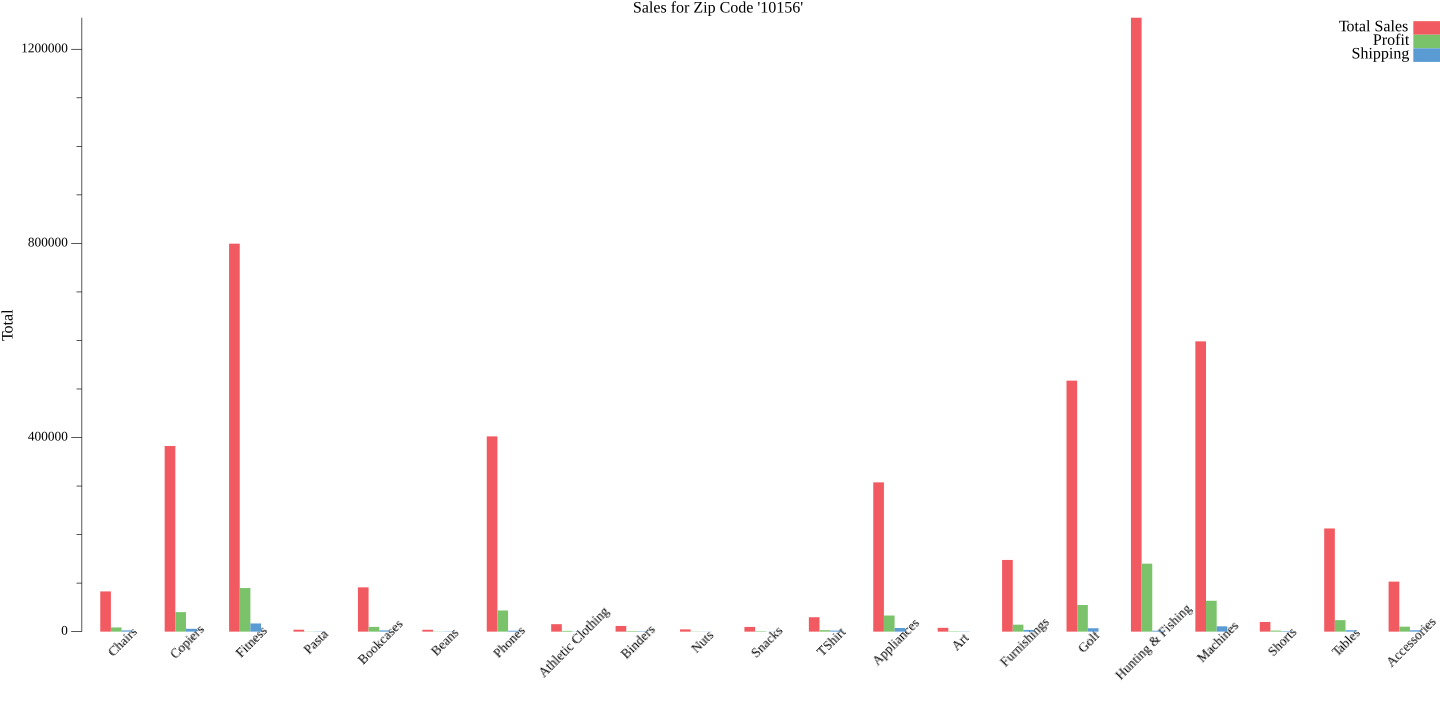 Sales for Zip Code '10156'
Total Sales
Profit
Shipping
1200000
800000
400000
0
Total
Chairs
Copiers
Fitness
Pasta
Bookcases
Beans
Phones
Athletic Clothing
Binders
Nuts
Snacks
TShirt
Appliances
Art
Furnishings
Golf
Hunting & Fishing
Machines
Shorts
Tables
Accessories